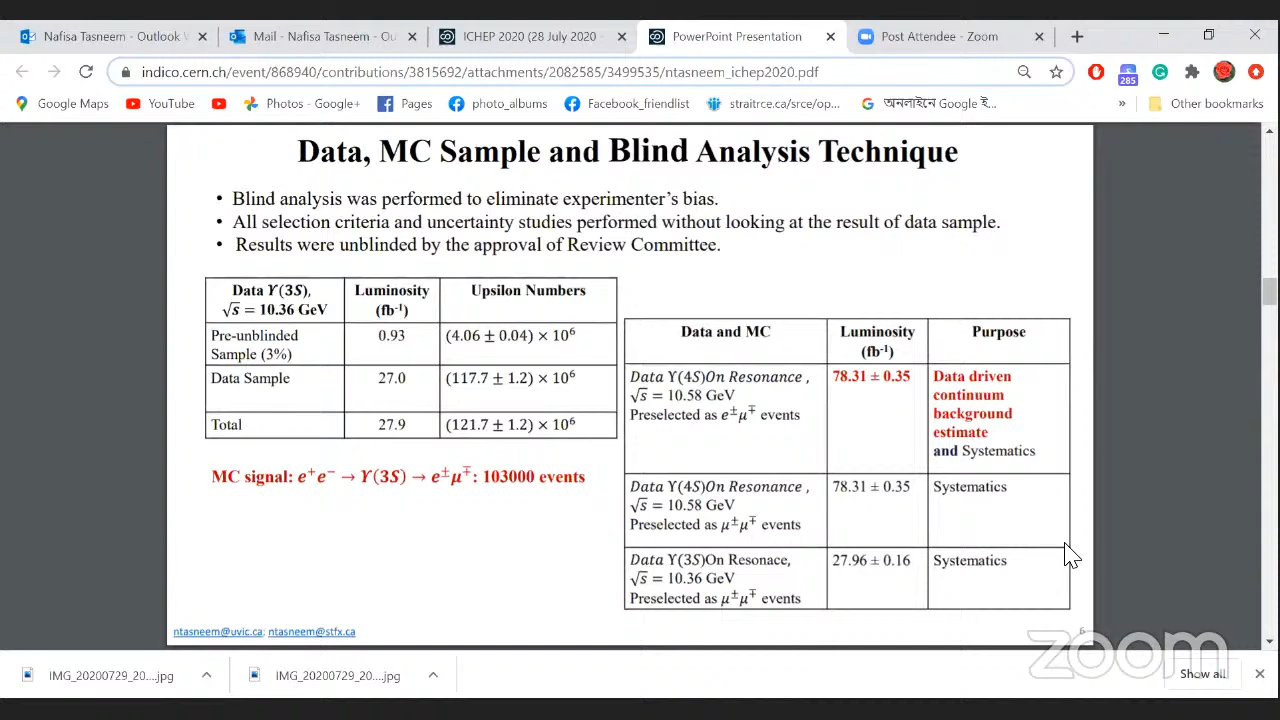 Nafisa Tasneem - Outlook
Mail - Nafisa Tasneem - Ou
ICHEP 2020 (28 July 2020 -
PowerPoint Presentation
Post Attendee - Zoom
indico.cern.ch/event/868940/contributions/3815692/attachments/2082585/3499535/ntasneem_ichep2020.pdf
285
Google Maps
YouTube
Photos - Google+
Pages
photo_albums
Facebook_friendlist
straitrce.ca/srce/op...
অনলাইনে Google ই...
»
Other bookmarks
Data, MC Sample and Blind Analysis Technique
• Blind analysis was performed to eliminate experimenter's bias.
• All selection criteria and uncertainty studies performed without looking at the result of data sample.
• Results were unblinded by the approval of Review Committee.
Data ϒ(3S),
√s = 10.36 GeV
Luminosity
(fb⁻¹)
Upsilon Numbers
Pre-unblinded
Sample (3%)
0.93
(4.06 ± 0.04) × 10⁶
Data Sample
27.0
(117.7 ± 1.2) × 10⁶
Total
27.9
(121.7 ± 1.2) × 10⁶
MC signal: e⁺e⁻ → ϒ(3S) → e±μ∓: 103000 events
Data and MC
Luminosity
(fb⁻¹)
Purpose
Data ϒ(4S)On Resonance ,
√s = 10.58 GeV
Preselected as e±μ∓ events
78.31 ± 0.35
Data driven
continuum
background
estimate
and Systematics
Data ϒ(4S)On Resonance ,
√s = 10.58 GeV
Preselected as μ±μ∓ events
78.31 ± 0.35
Systematics
Data ϒ(3S)On Resonace,
√s = 10.36 GeV
Preselected as μ±μ∓ events
27.96 ± 0.16
Systematics
ntasneem@uvic.ca; ntasneem@stfx.ca
6
zoom
IMG_20200729_20....jpg
IMG_20200729_20....jpg
Show all